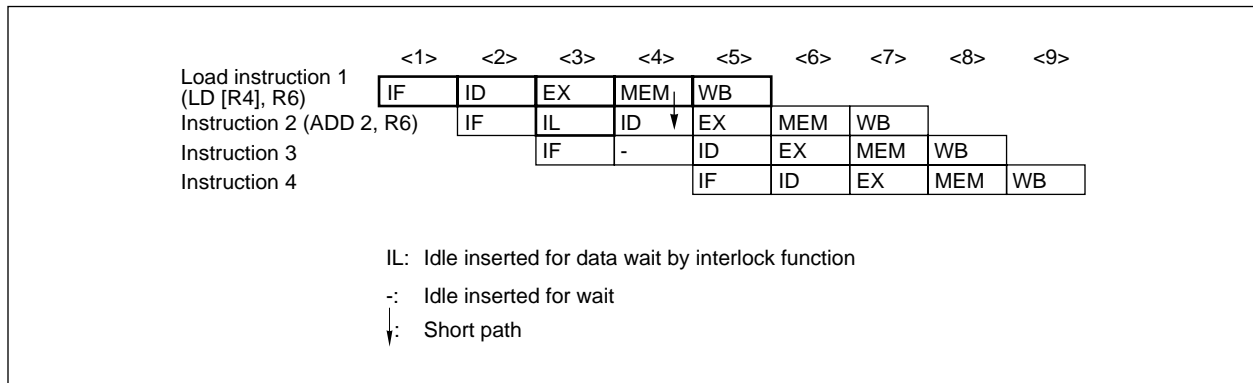 <1> <2> <3> <4> <5> <6> <7> <8> <9>
Load instruction 1
(LD [R4], R6) IF ID EX MEM WB
Instruction 2 (ADD 2, R6) IF IL ID EX MEM WB
Instruction 3 IF - ID EX MEM WB
Instruction 4 IF ID EX MEM WB
IL: Idle inserted for data wait by interlock function
-: Idle inserted for wait
: Short path